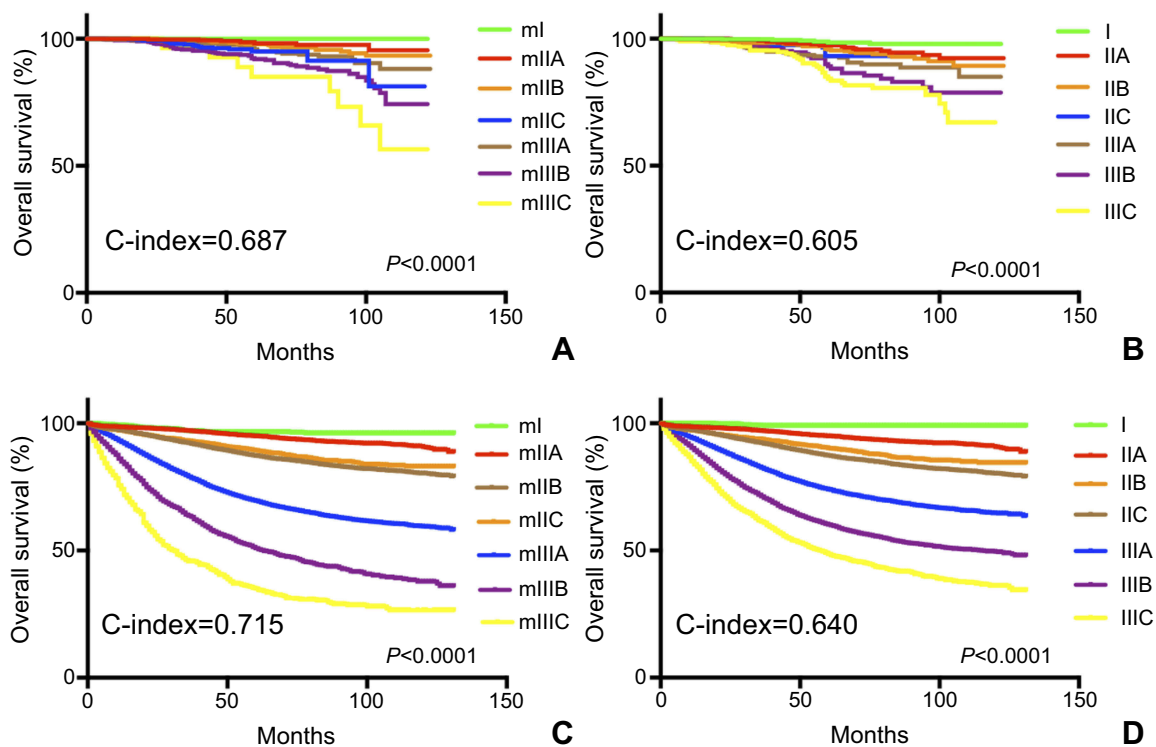 Overall survival (%)
100
50
0
0 50 100 150
Months
C-index=0.687
P<0.0001
mI
mIIA
mIIB
mIIC
mIIIA
mIIIB
mIIIC
A
Overall survival (%)
100
50
0
0 50 100 150
Months
C-index=0.605
P<0.0001
I
IIA
IIB
IIC
IIIA
IIIB
IIIC
B
Overall survival (%)
100
50
0
0 50 100 150
Months
C-index=0.715
P<0.0001
mI
mIIA
mIIB
mIIC
mIIIA
mIIIB
mIIIC
C
Overall survival (%)
100
50
0
0 50 100 150
Months
C-index=0.640
P<0.0001
I
IIA
IIB
IIC
IIIA
IIIB
IIIC
D